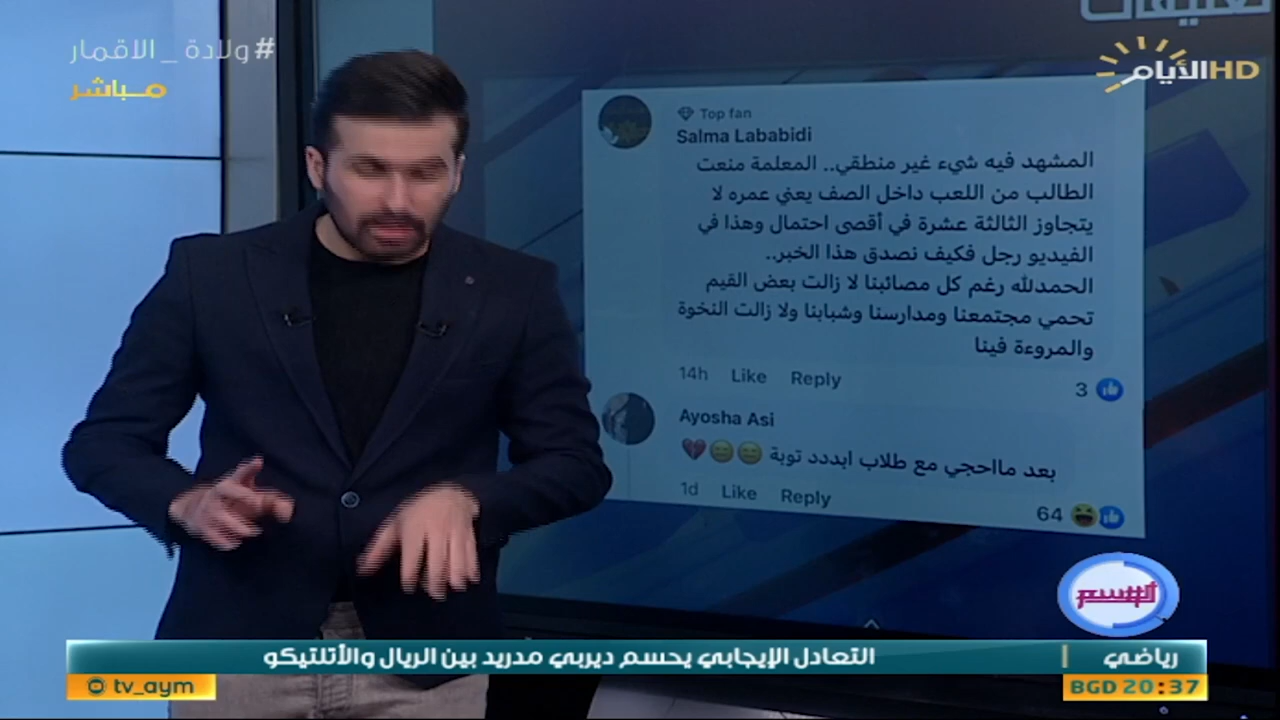 #ولادة_الاقمار
مباشر
تعليقات
الأيام HD
Top fan
Salma Lababidi
المشهد فيه شيء غير منطقي.. المعلمة منعت
الطالب من اللعب داخل الصف يعني عمره لا
يتجاوز الثالثة عشرة في أقصى احتمال وهذا في
الفيديو رجل فكيف نصدق هذا الخبر..
الحمدلله رغم كل مصائبنا لا زالت بعض القيم
تحمي مجتمعنا ومدارسنا وشبابنا ولا زالت النخوة
والمروءة فينا
14h Like Reply
3
Ayosha Asi
بعد مااحجي مع طلاب ابددد توبة 😑😑💔
1d Like Reply
64
رياضي
التعادل الإيجابي يحسم ديربي مدريد بين الريال والأتلتيكو
tv_aym
BGD 20:37